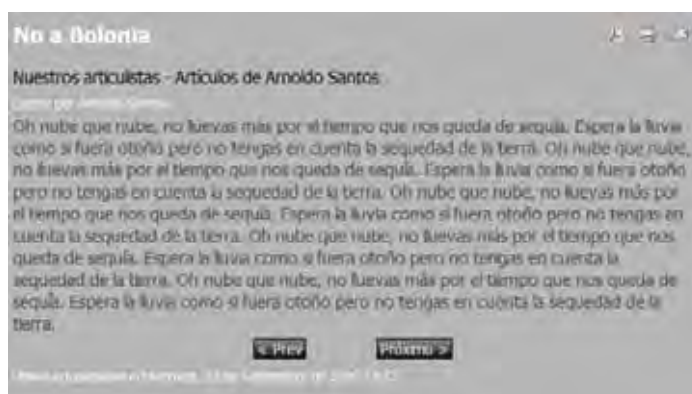 No a Bolonia
Nuestros articulistas - Artículos de Arnoldo Santos
Oh nube que nube, no lluevas más por el tiempo que nos queda de sequía. Espera la lluvia
como si fuera otoño pero no tengas en cuenta la sequedad de la tierra. Oh nube que nube,
no lluevas más por el tiempo que nos queda de sequía. Espera la lluvia como si fuera otoño
pero no tengas en cuenta la sequedad de la tierra. Oh nube que nube, no lluevas más por
el tiempo que nos queda de sequía. Espera la lluvia como si fuera otoño pero no tengas en
cuenta la sequedad de la tierra. Oh nube que nube, no lluevas más por el tiempo que nos
queda de sequía. Espera la lluvia como si fuera otoño pero no tengas en cuenta la
sequedad de la tierra. Oh nube que nube, no lluevas más por el tiempo que nos queda de
sequía. Espera la lluvia como si fuera otoño pero no tengas en cuenta la sequedad de la
tierra.
< Prev Próximo >